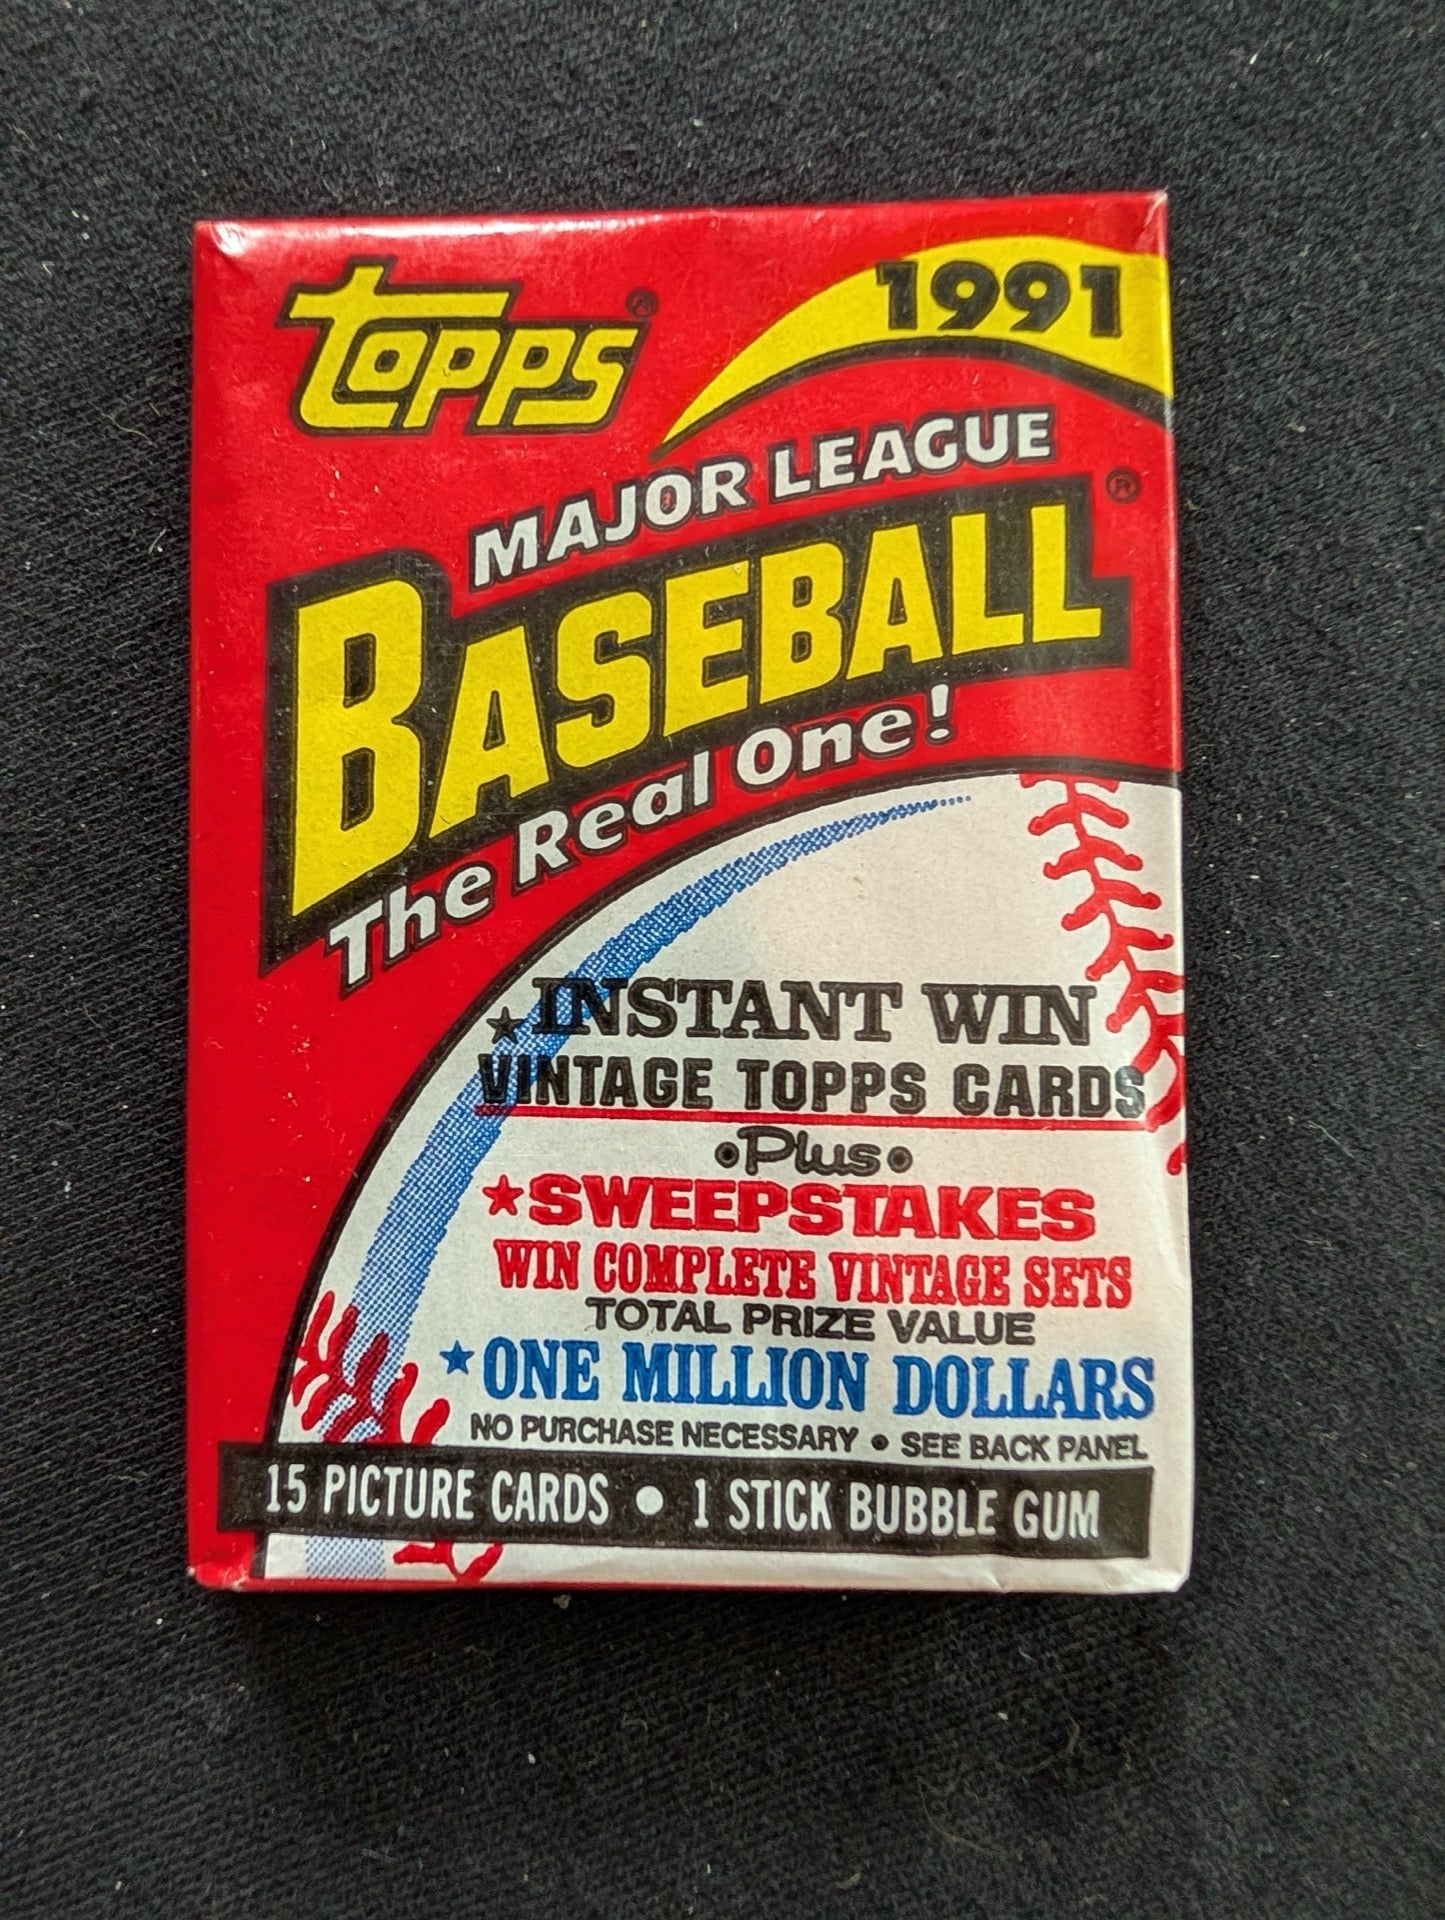 topps®
1991
MAJOR LEAGUE
BASEBALL®
The Real One!
★INSTANT WIN
VINTAGE TOPPS CARDS
•Plus•
★SWEEPSTAKES
WIN COMPLETE VINTAGE SETS
TOTAL PRIZE VALUE
★ONE MILLION DOLLARS
NO PURCHASE NECESSARY • SEE BACK PANEL
15 PICTURE CARDS • 1 STICK BUBBLE GUM